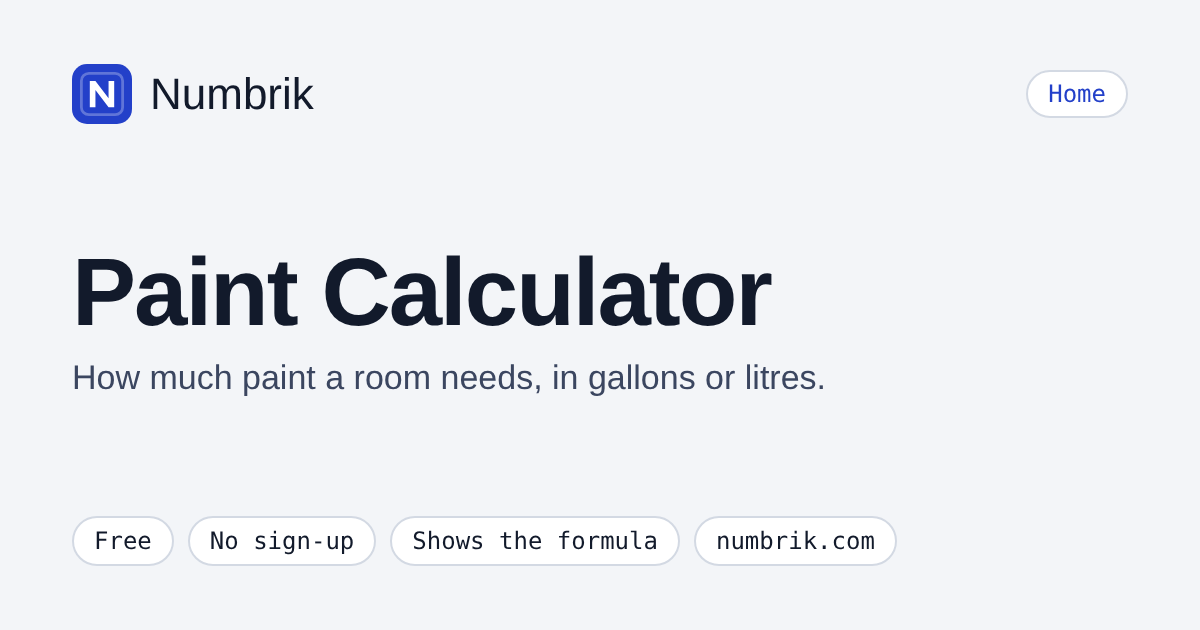 N Numbrik
Home
Paint Calculator
How much paint a room needs, in gallons or litres.
Free
No sign-up
Shows the formula
numbrik.com